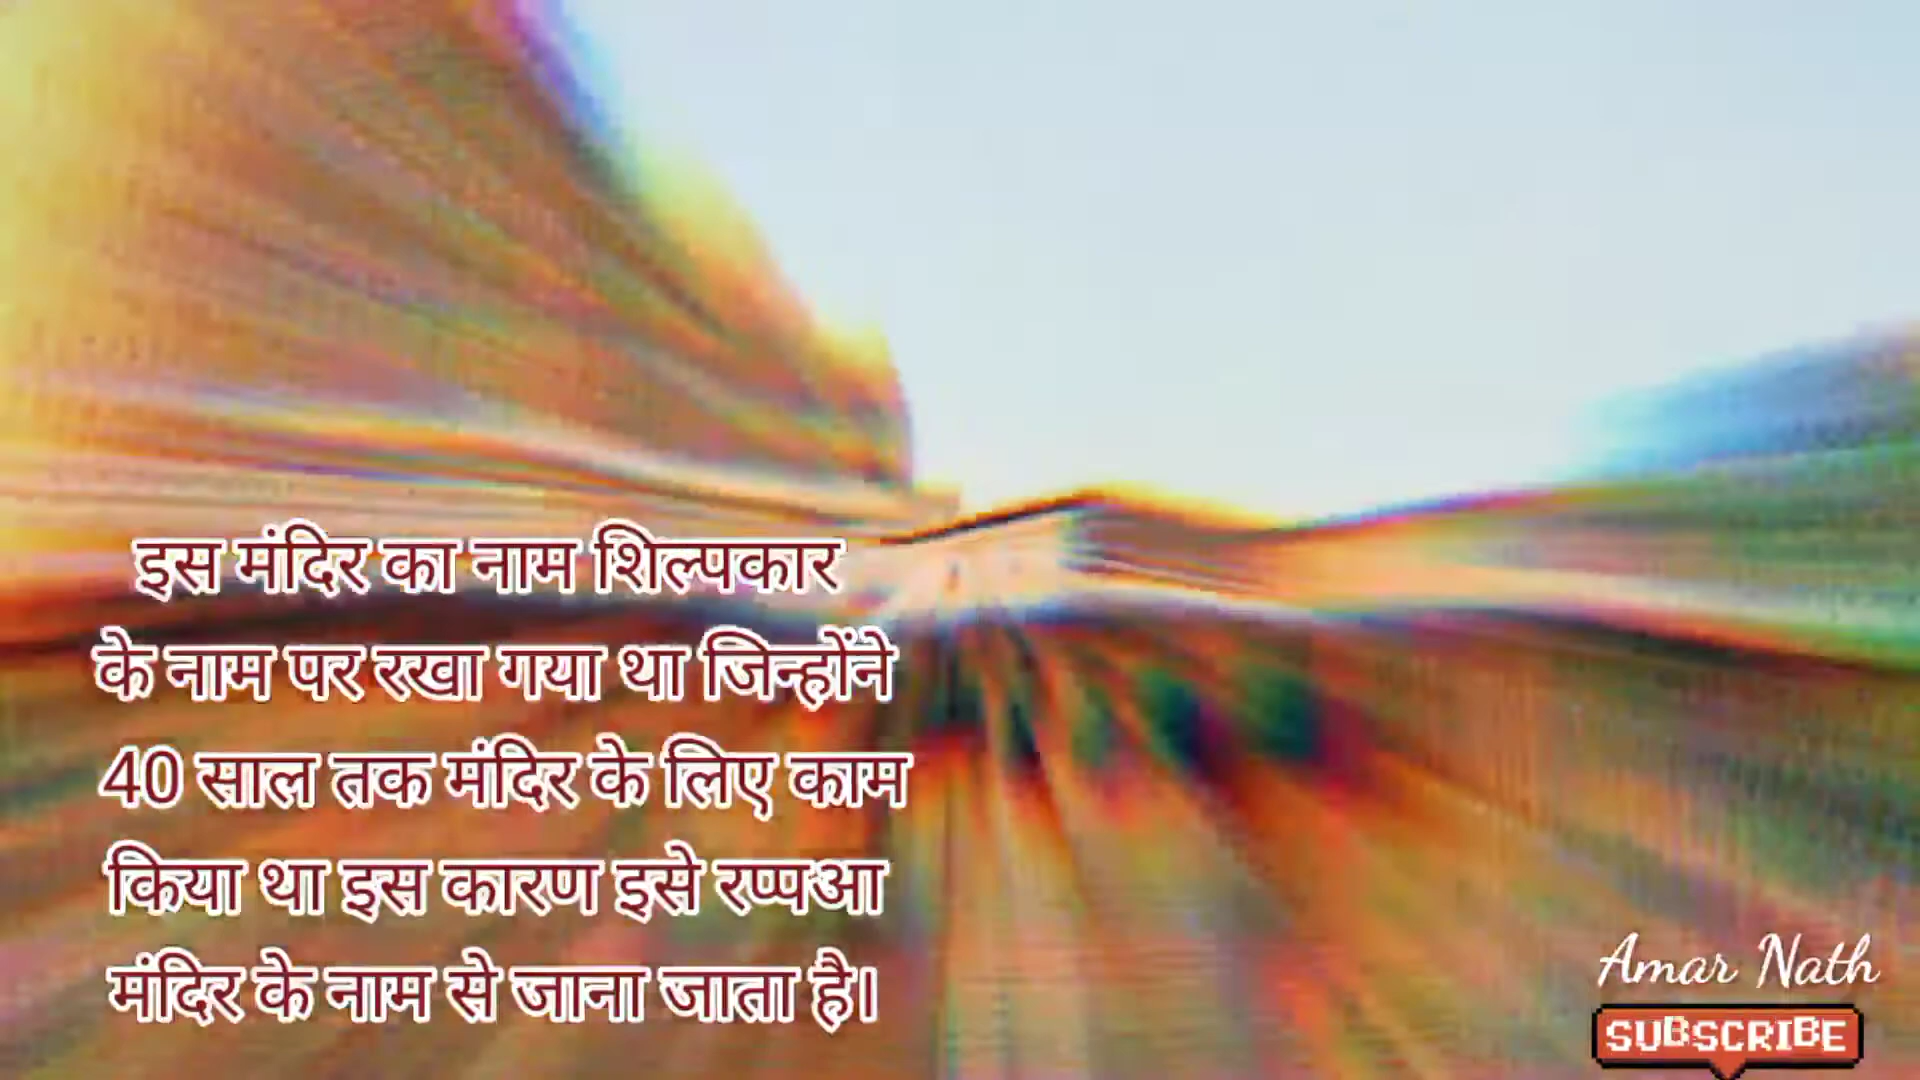 इस मंदिर का नाम शिल्पकार
के नाम पर रखा गया था जिन्होंने
40 साल तक मंदिर के लिए काम
किया था इस कारण इसे रप्पआ
मंदिर के नाम से जाना जाता है।
Amar Nath
SUBSCRIBE